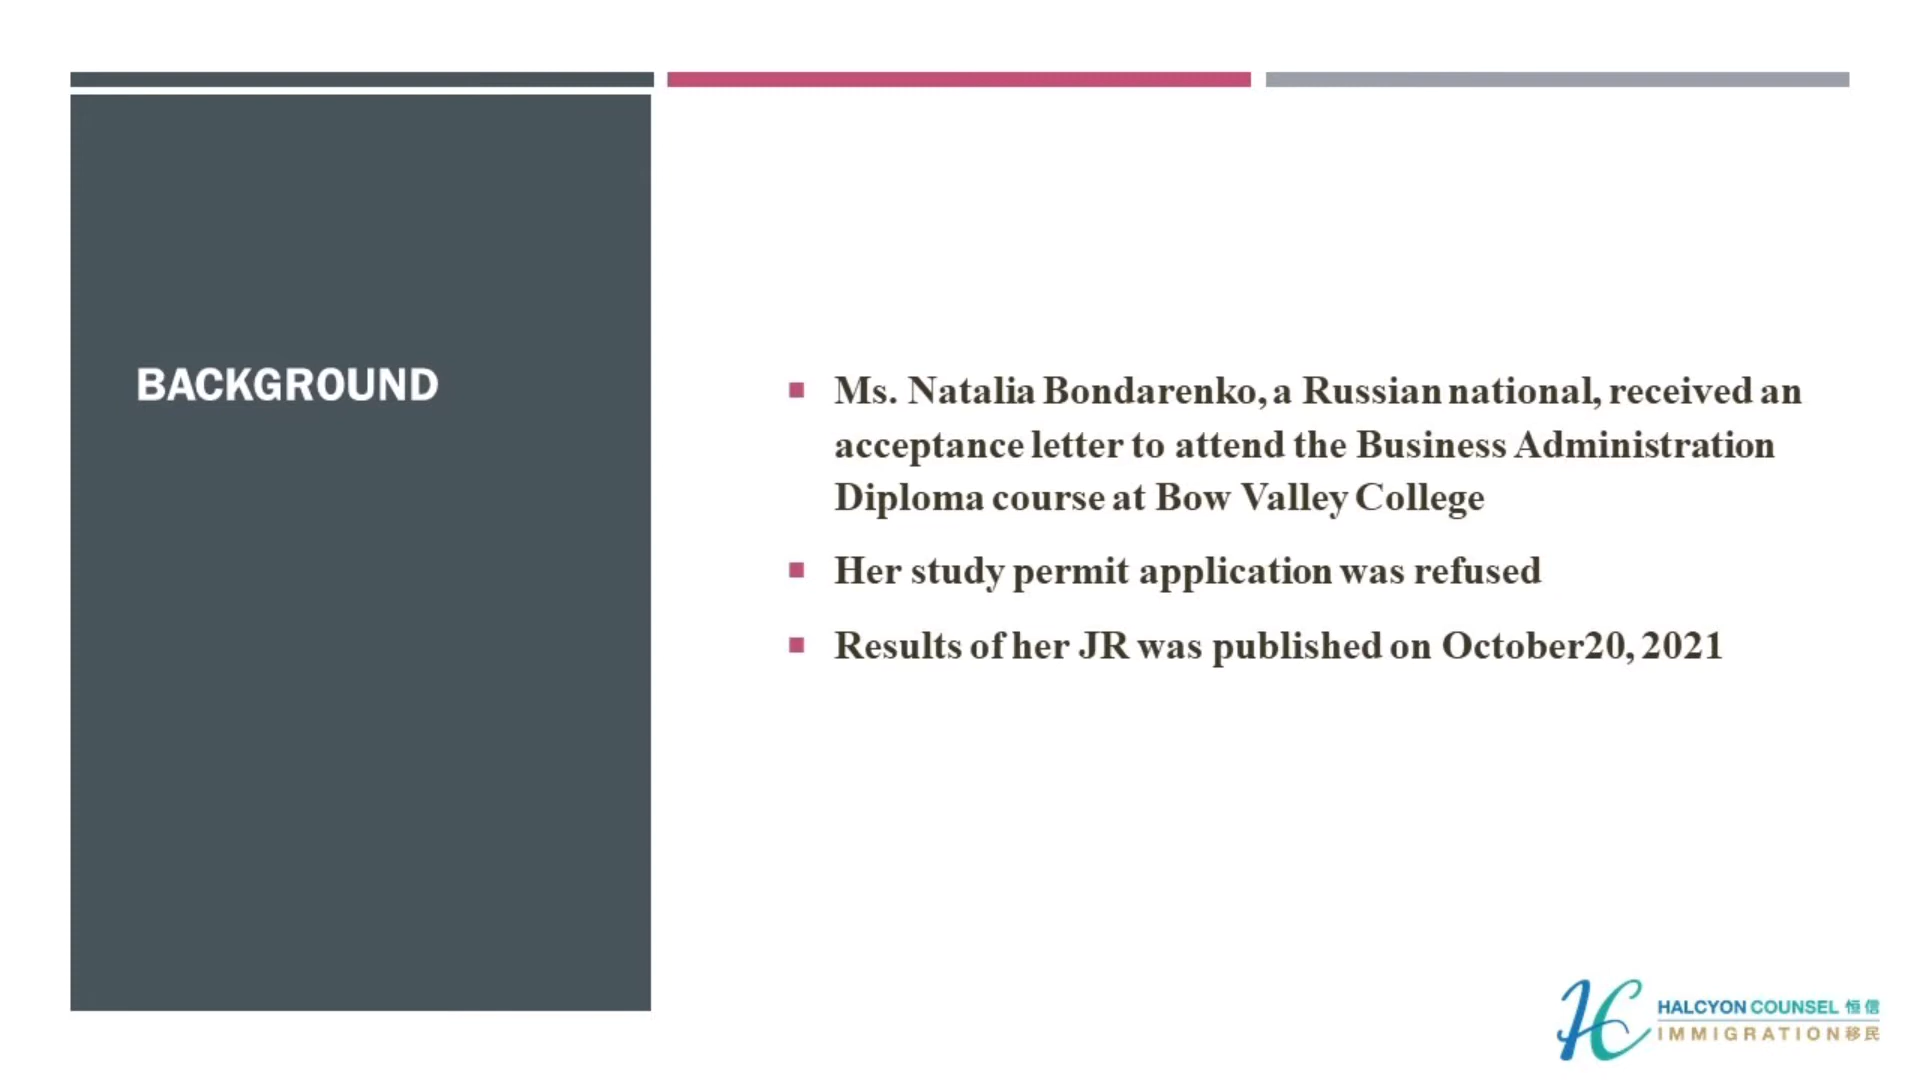 BACKGROUND
Ms. Natalia Bondarenko, a Russian national, received an
acceptance letter to attend the Business Administration
Diploma course at Bow Valley College
Her study permit application was refused
Results of her JR was published on October20, 2021
HC
HALCYON COUNSEL 恒信
IMMIGRATION移民